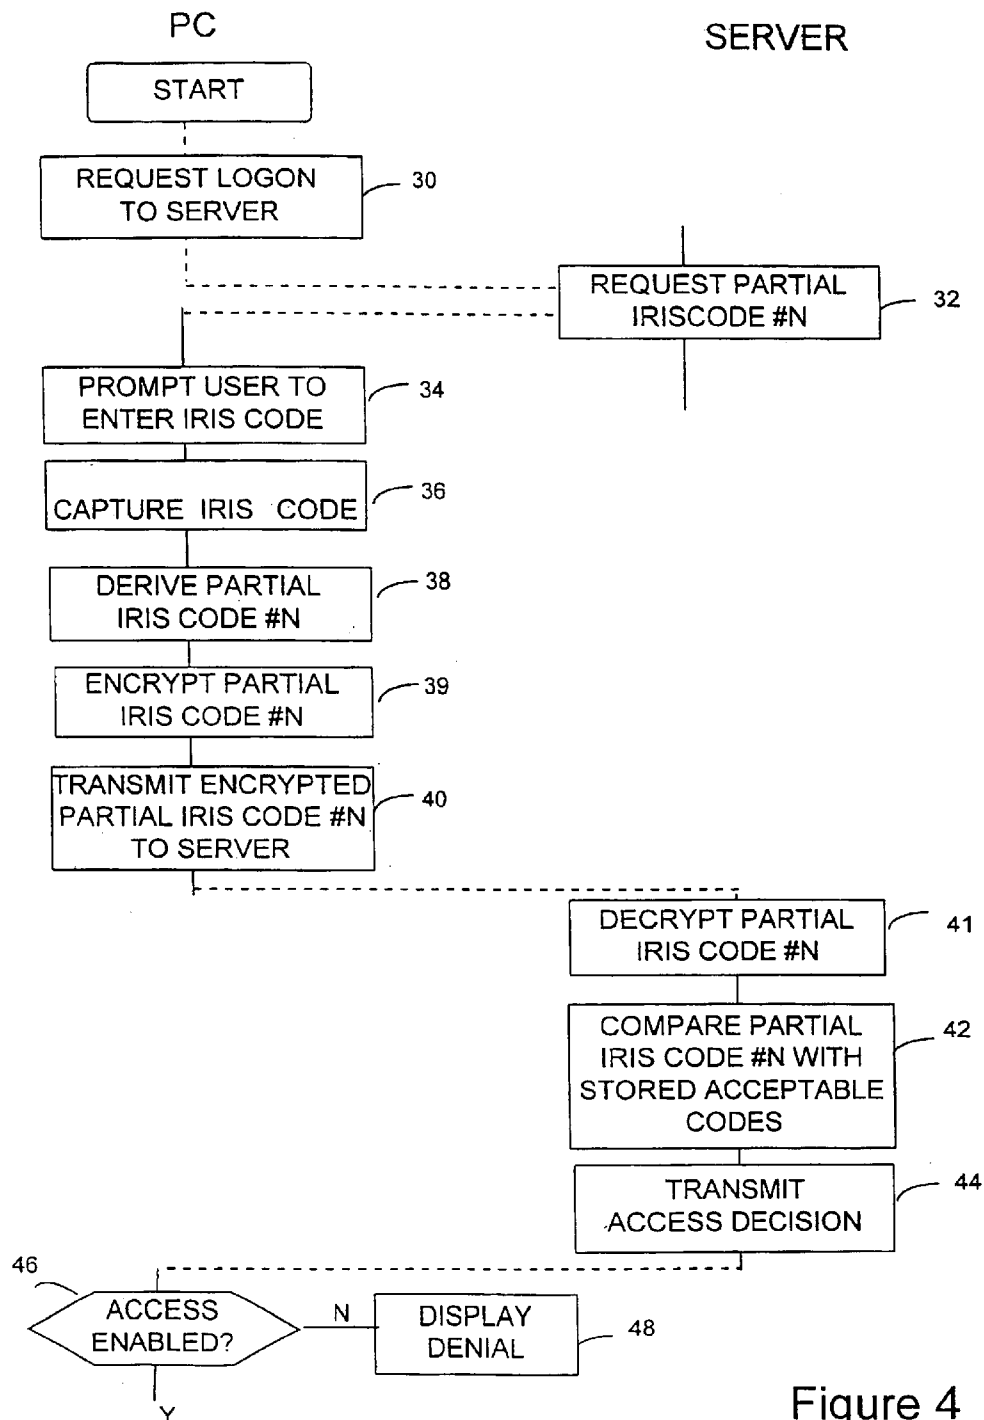 PC
SERVER
START
REQUEST LOGON
TO SERVER
30
REQUEST PARTIAL
IRISCODE #N
32
PROMPT USER TO
ENTER IRIS CODE
34
CAPTURE IRIS CODE
36
DERIVE PARTIAL
IRIS CODE #N
38
ENCRYPT PARTIAL
IRIS CODE #N
39
TRANSMIT ENCRYPTED
PARTIAL IRIS CODE #N
TO SERVER
40
DECRYPT PARTIAL
IRIS CODE #N
41
COMPARE PARTIAL
IRIS CODE #N WITH
STORED ACCEPTABLE
CODES
42
TRANSMIT
ACCESS DECISION
44
46
ACCESS
ENABLED?
N
DISPLAY
DENIAL
48
Y
Figure 4